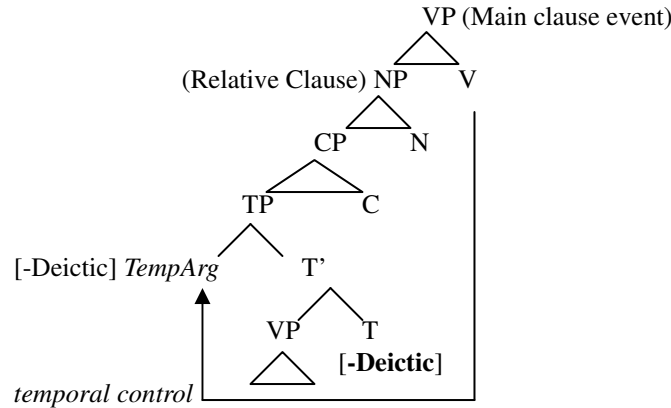 VP (Main clause event)
(Relative Clause) NP V
CP N
TP C
[-Deictic] TempArg T’
VP T
[-Deictic]
temporal control